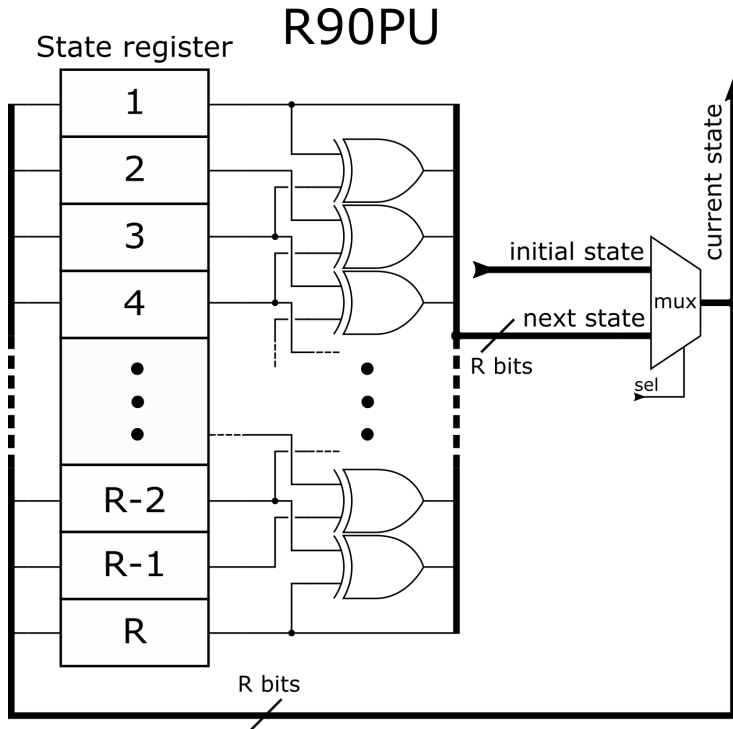 R90PU
State register
1
2
3
4
R-2
R-1
R
initial state
next state
R bits
mux
sel
current state
R bits